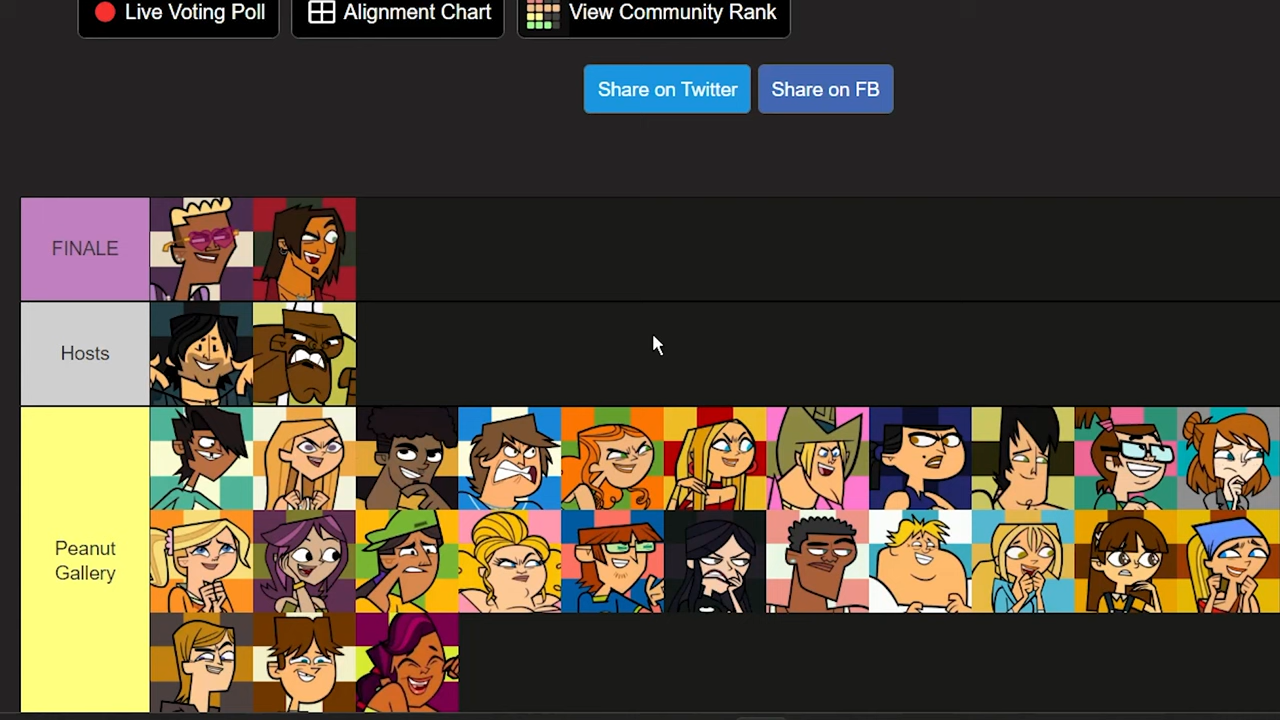 Live Voting Poll
Alignment Chart
View Community Rank
Share on Twitter
Share on FB
FINALE
Hosts
Peanut
Gallery